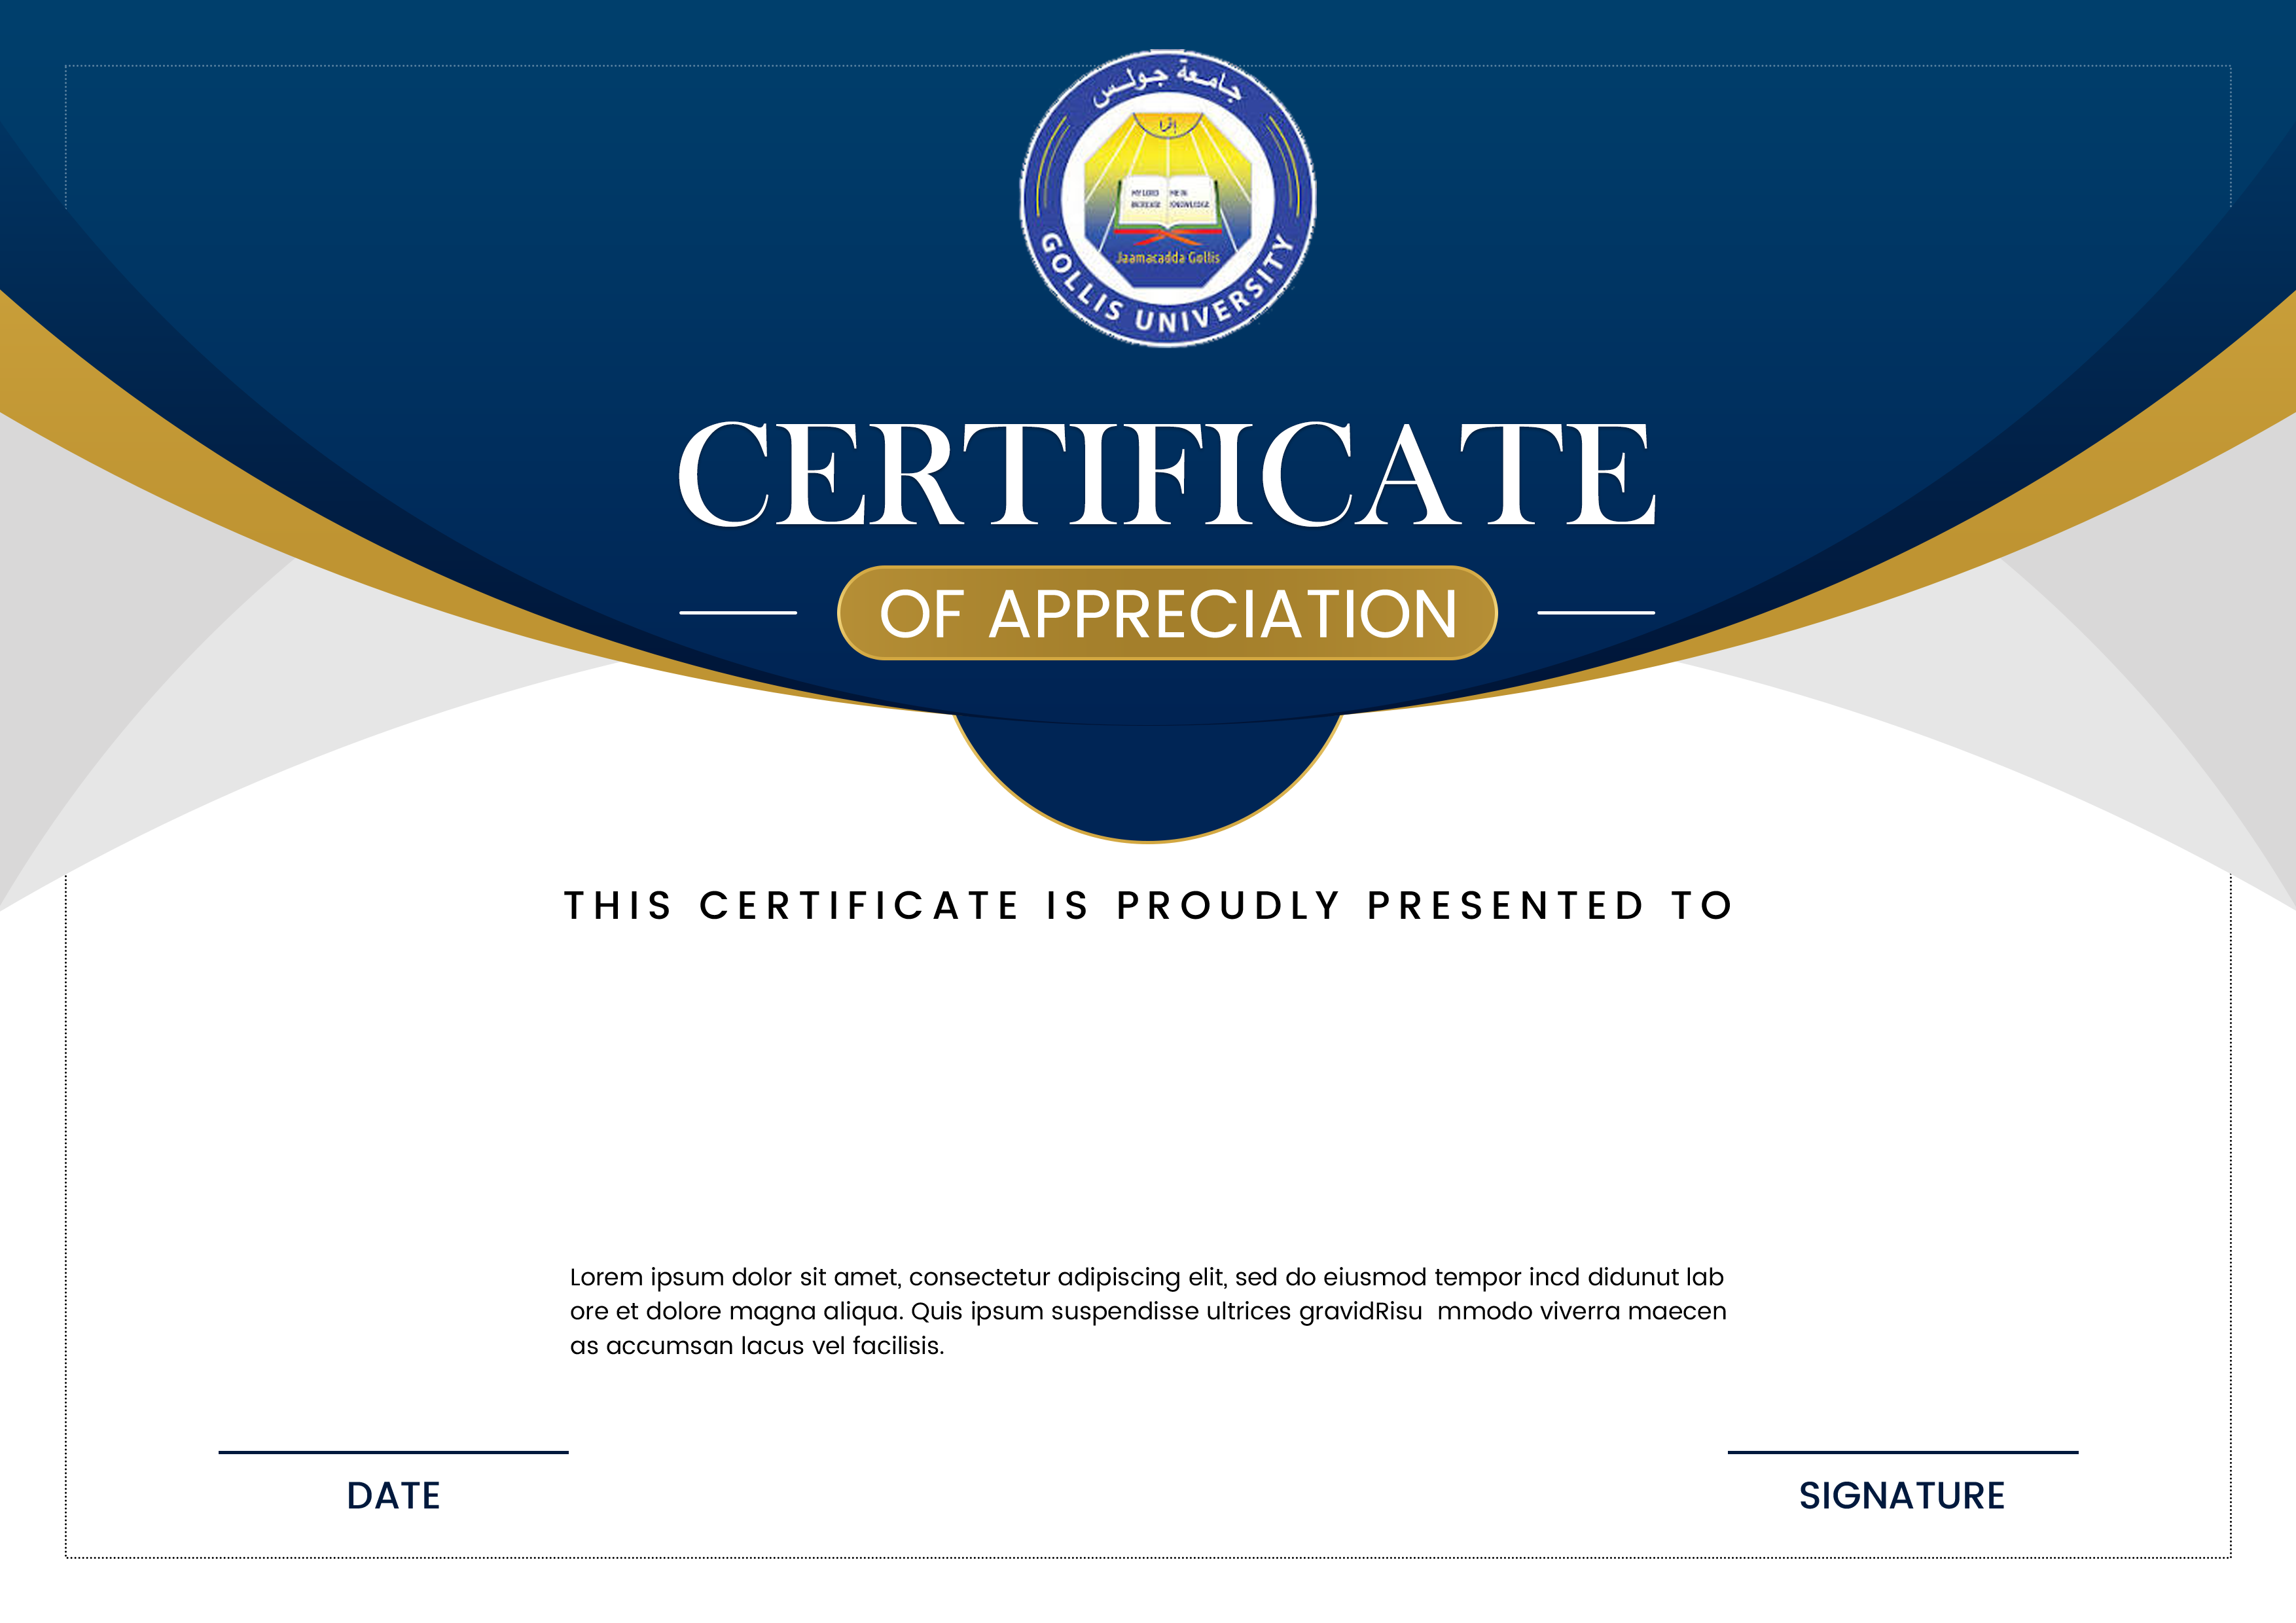 جامعة جولس
إقرأ
MY LORD ME IN
INCREASE KNOWLEDGE
Jaamacadda Gollis
GOLLIS UNIVERSITY
CERTIFICATE
OF APPRECIATION
THIS CERTIFICATE IS PROUDLY PRESENTED TO
Lorem ipsum dolor sit amet, consectetur adipiscing elit, sed do eiusmod tempor incd didunut lab
ore et dolore magna aliqua. Quis ipsum suspendisse ultrices gravidRisu  mmodo viverra maecen
as accumsan lacus vel facilisis.
DATE
SIGNATURE